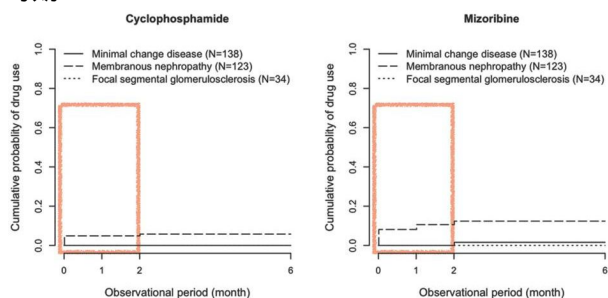 Cyclophosphamide
Cumulative probablity of drug use
1.0
0.8
0.6
0.4
0.2
0.0
Minimal change disease (N=138)
Membranous nephropathy (N=123)
Focal segmental glomerulosclerosis (N=34)
0 1 2 6
Observational period (month)
Mizoribine
Cumulative probablity of drug use
1.0
0.8
0.6
0.4
0.2
0.0
Minimal change disease (N=138)
Membranous nephropathy (N=123)
Focal segmental glomerulosclerosis (N=34)
0 1 2 6
Observational period (month)